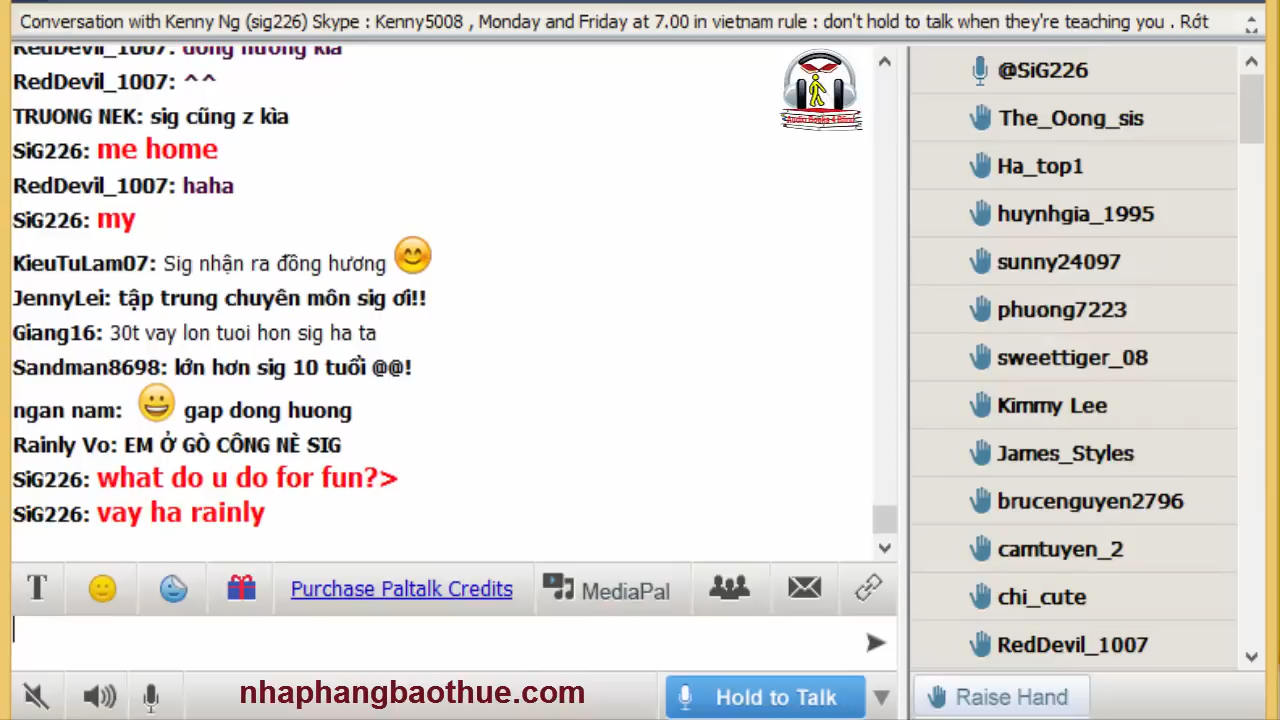 Conversation with Kenny Ng (sig226) Skype : Kenny5008 , Monday and Friday at 7.00 in vietnam rule : don't hold to talk when they're teaching you . Rớt
RedDevil_1007: đồng hương kìa
RedDevil_1007: ^^
TRUONG NEK: sig cũng z kìa
SiG226: me home
RedDevil_1007: haha
SiG226: my
KieuTuLam07: Sig nhận ra đồng hương 😊
JennyLei: tập trung chuyên môn sig ơi!!
Giang16: 30t vay lon tuoi hon sig ha ta
Sandman8698: lớn hơn sig 10 tuổi @@!
ngan nam: 😀 gap dong huong
Rainly Vo: EM Ở GÒ CÔNG NÈ SIG
SiG226: what do u do for fun?>
SiG226: vay ha rainly
@SiG226
The_Oong_sis
Ha_top1
huynhgia_1995
sunny24097
phuong7223
sweettiger_08
Kimmy Lee
James_Styles
brucenguyen2796
camtuyen_2
chi_cute
RedDevil_1007
T
Purchase Paltalk Credits
MediaPal
nhaphangbaothue.com
Hold to Talk
Raise Hand